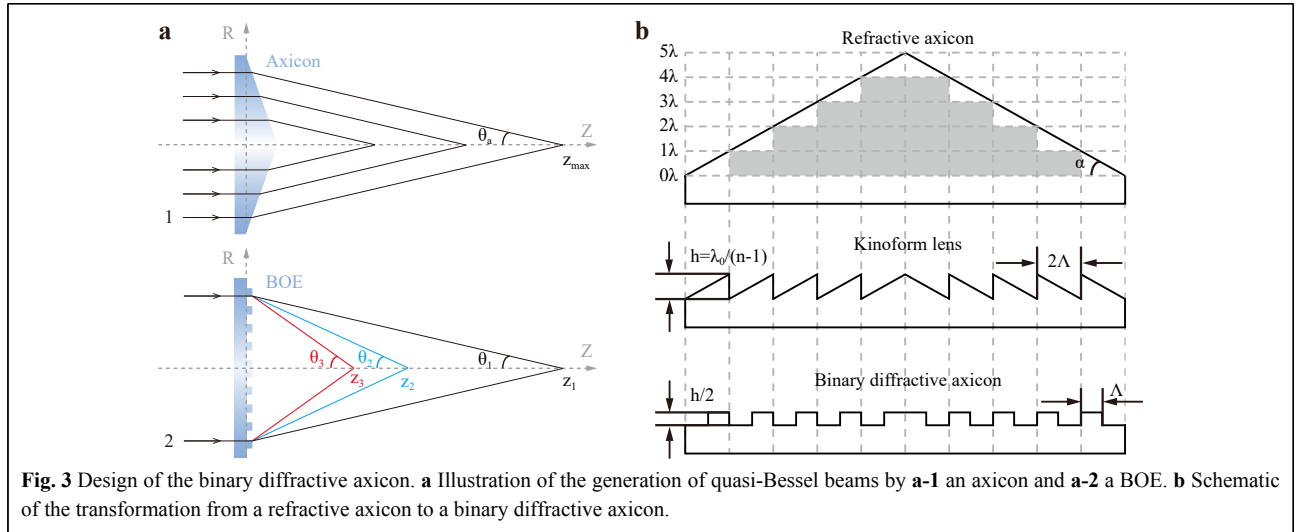 a
R
Axicon
θa
Z
zmax
1
R
BOE
θ3
θ2
θ1
Z
z3
z2
z1
2
b
Refractive axicon
5λ
4λ
3λ
2λ
1λ
0λ
α
Kinoform lens
h=λ0/(n-1)
2Λ
Binary diffractive axicon
h/2
Λ
Fig. 3 Design of the binary diffractive axicon. a Illustration of the generation of quasi-Bessel beams by a-1 an axicon and a-2 a BOE. b Schematic
of the transformation from a refractive axicon to a binary diffractive axicon.